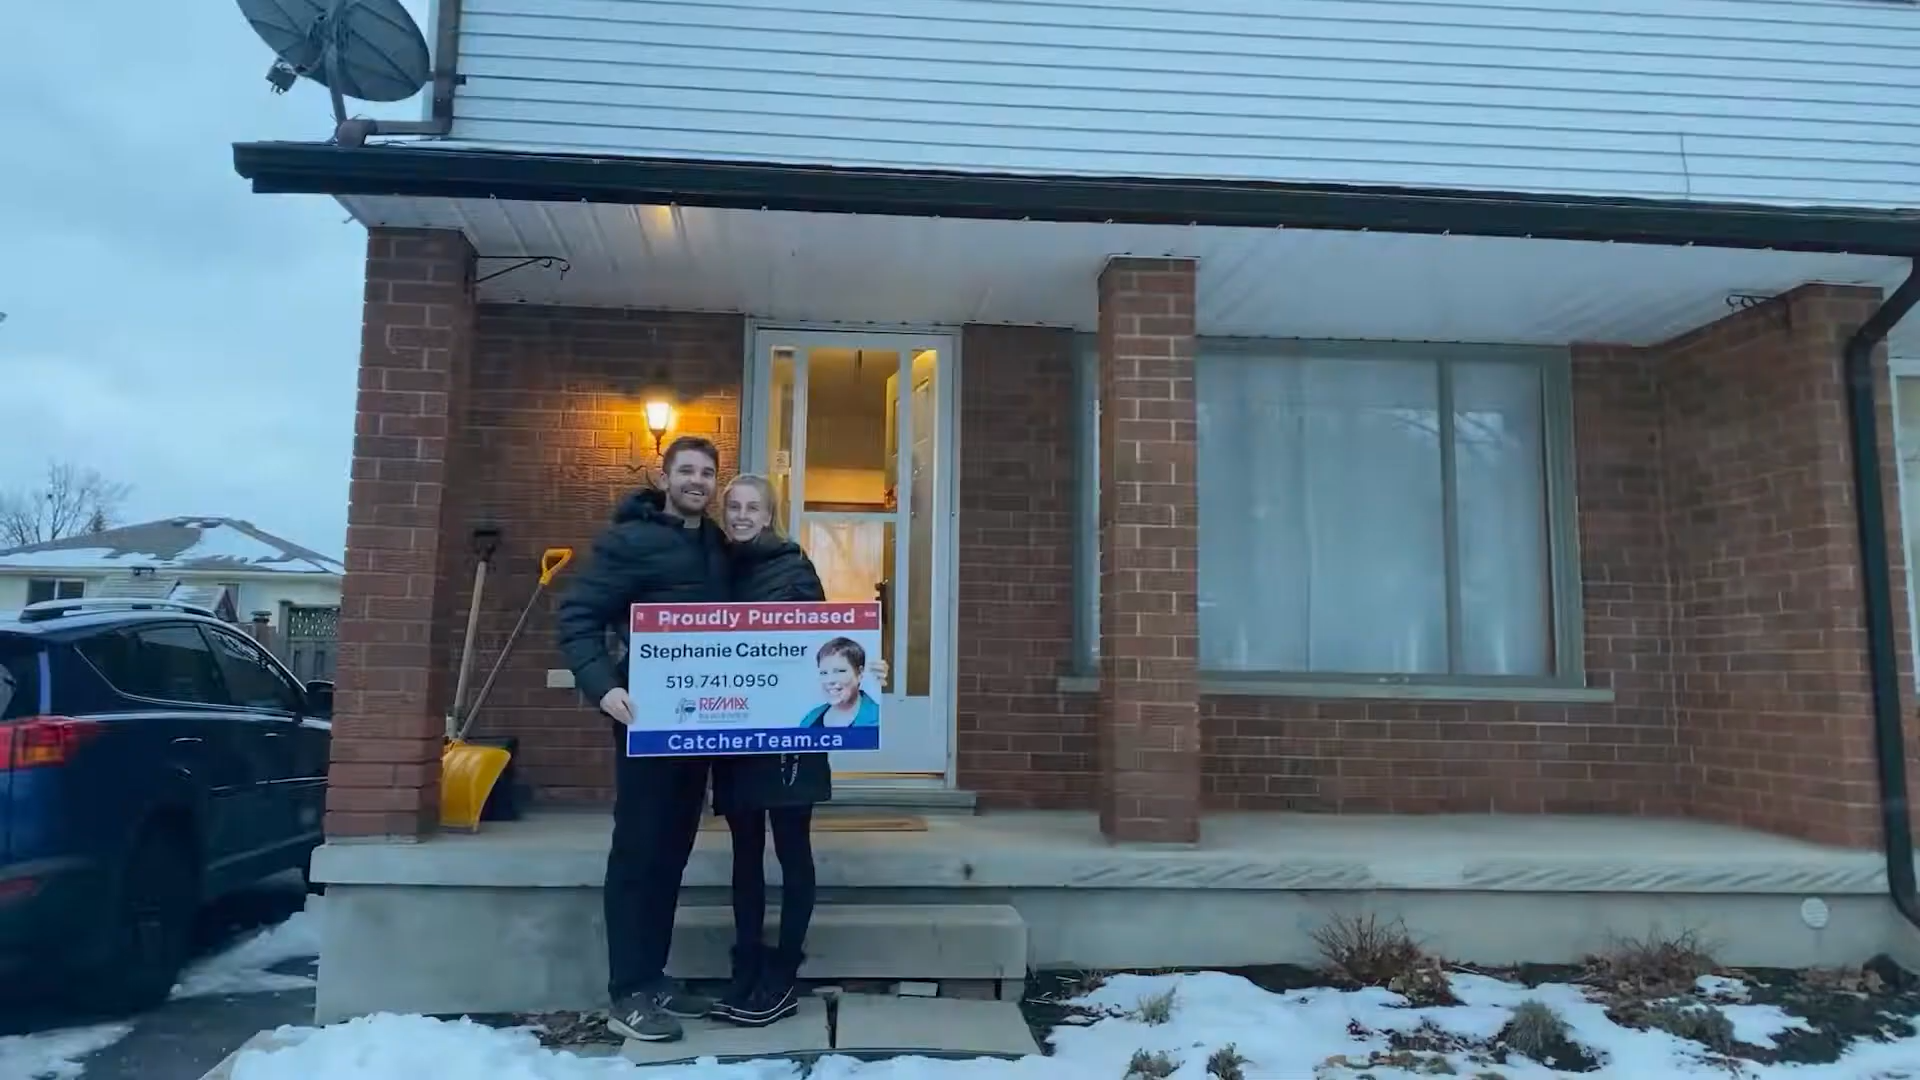 Proudly Purchased
Stephanie Catcher
519.741.0950
RE/MAX
CatcherTeam.ca